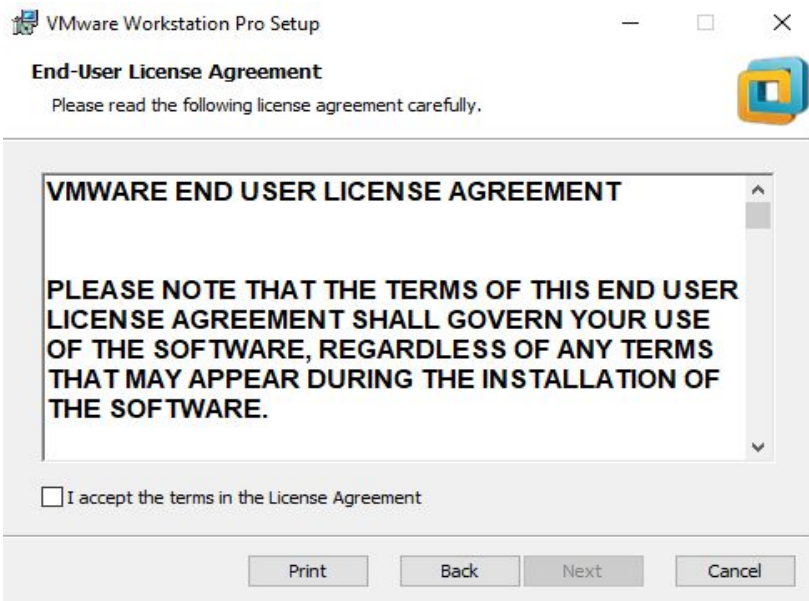 VMware Workstation Pro Setup
End-User License Agreement
Please read the following license agreement carefully.
VMWARE END USER LICENSE AGREEMENT
PLEASE NOTE THAT THE TERMS OF THIS END USER
LICENSE AGREEMENT SHALL GOVERN YOUR USE
OF THE SOFTWARE, REGARDLESS OF ANY TERMS
THAT MAY APPEAR DURING THE INSTALLATION OF
THE SOFTWARE.
I accept the terms in the License Agreement
Print Back Next Cancel